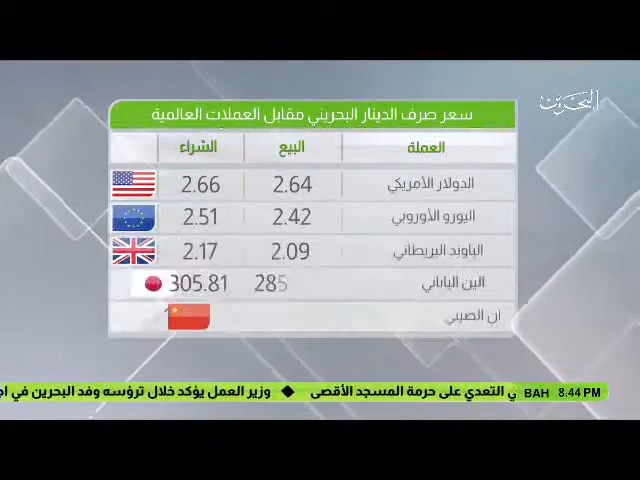 البحرين
سعر صرف الدينار البحريني مقابل العملات العالمية
العملة البيع الشراء
الدولار الأمريكي 2.64 2.66
اليورو الأوروبي 2.42 2.51
الباوند البريطاني 2.09 2.17
الين الياباني 285 305.81
ان الصيني
ي التعدي على حرمة المسجد الأقصى ◆ وزير العمل يؤكد خلال ترؤسه وفد البحرين في
BAH 8:44 PM